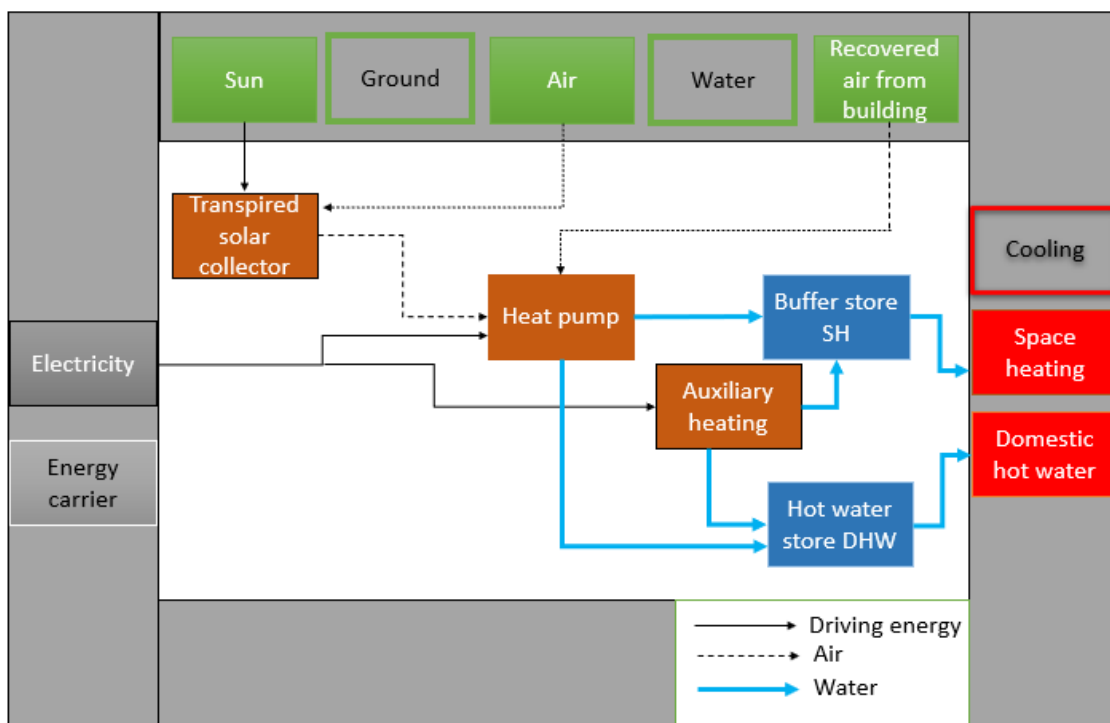 Sun
Ground
Air
Water
Recovered
air from
building
Transpired
solar
collector
Cooling
Heat pump
Buffer store
SH
Space
heating
Electricity
Auxiliary
heating
Domestic
hot water
Energy
carrier
Hot water
store DHW
Driving energy
Air
Water